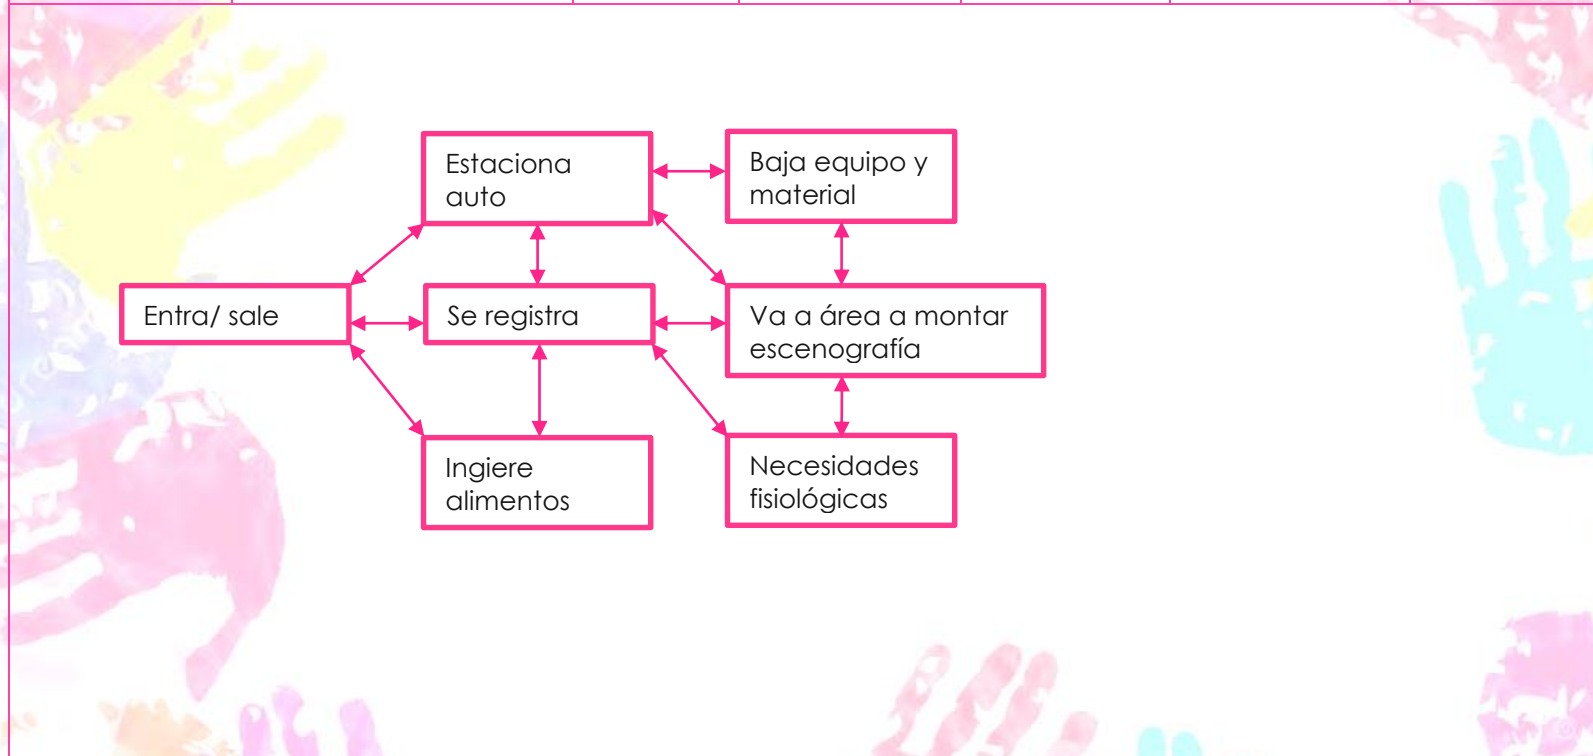 Estaciona
auto
Baja equipo y
material
Entra/ sale
Se registra
Va a área a montar
escenografía
Ingiere
alimentos
Necesidades
fisiológicas